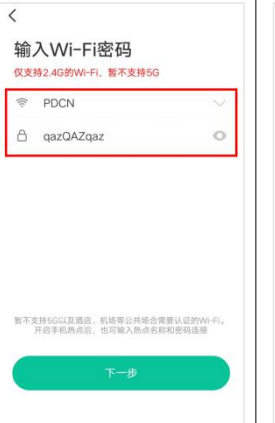 输入Wi-Fi密码
仅支持2.4G的Wi-Fi，暂不支持5G
PDCN
qazQAZqaz
暂不支持5G以及酒店、机场等公共场合需要认证的Wi-Fi。
开启手机热点后，也可输入热点名称和密码连接
下一步